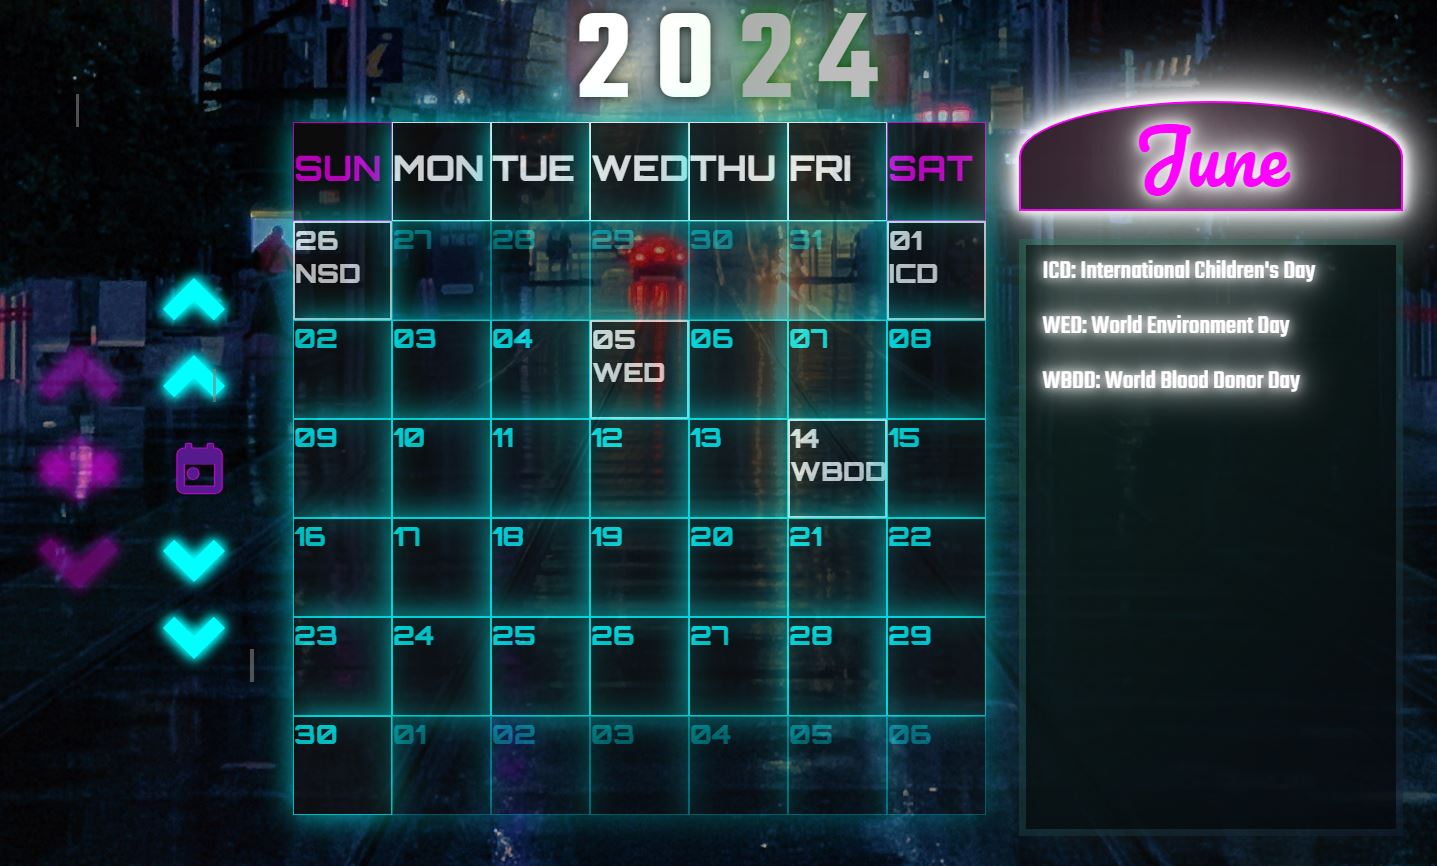 2024
SUN MON TUE WED THU FRI SAT
26 27 28 29 30 31 01
NSD ICD
02 03 04 05 06 07 08
WED
09 10 11 12 13 14 15
WBDD
16 17 18 19 20 21 22
23 24 25 26 27 28 29
30 01 02 03 04 05 06
June
ICD: International Children's Day
WED: World Environment Day
WBDD: World Blood Donor Day